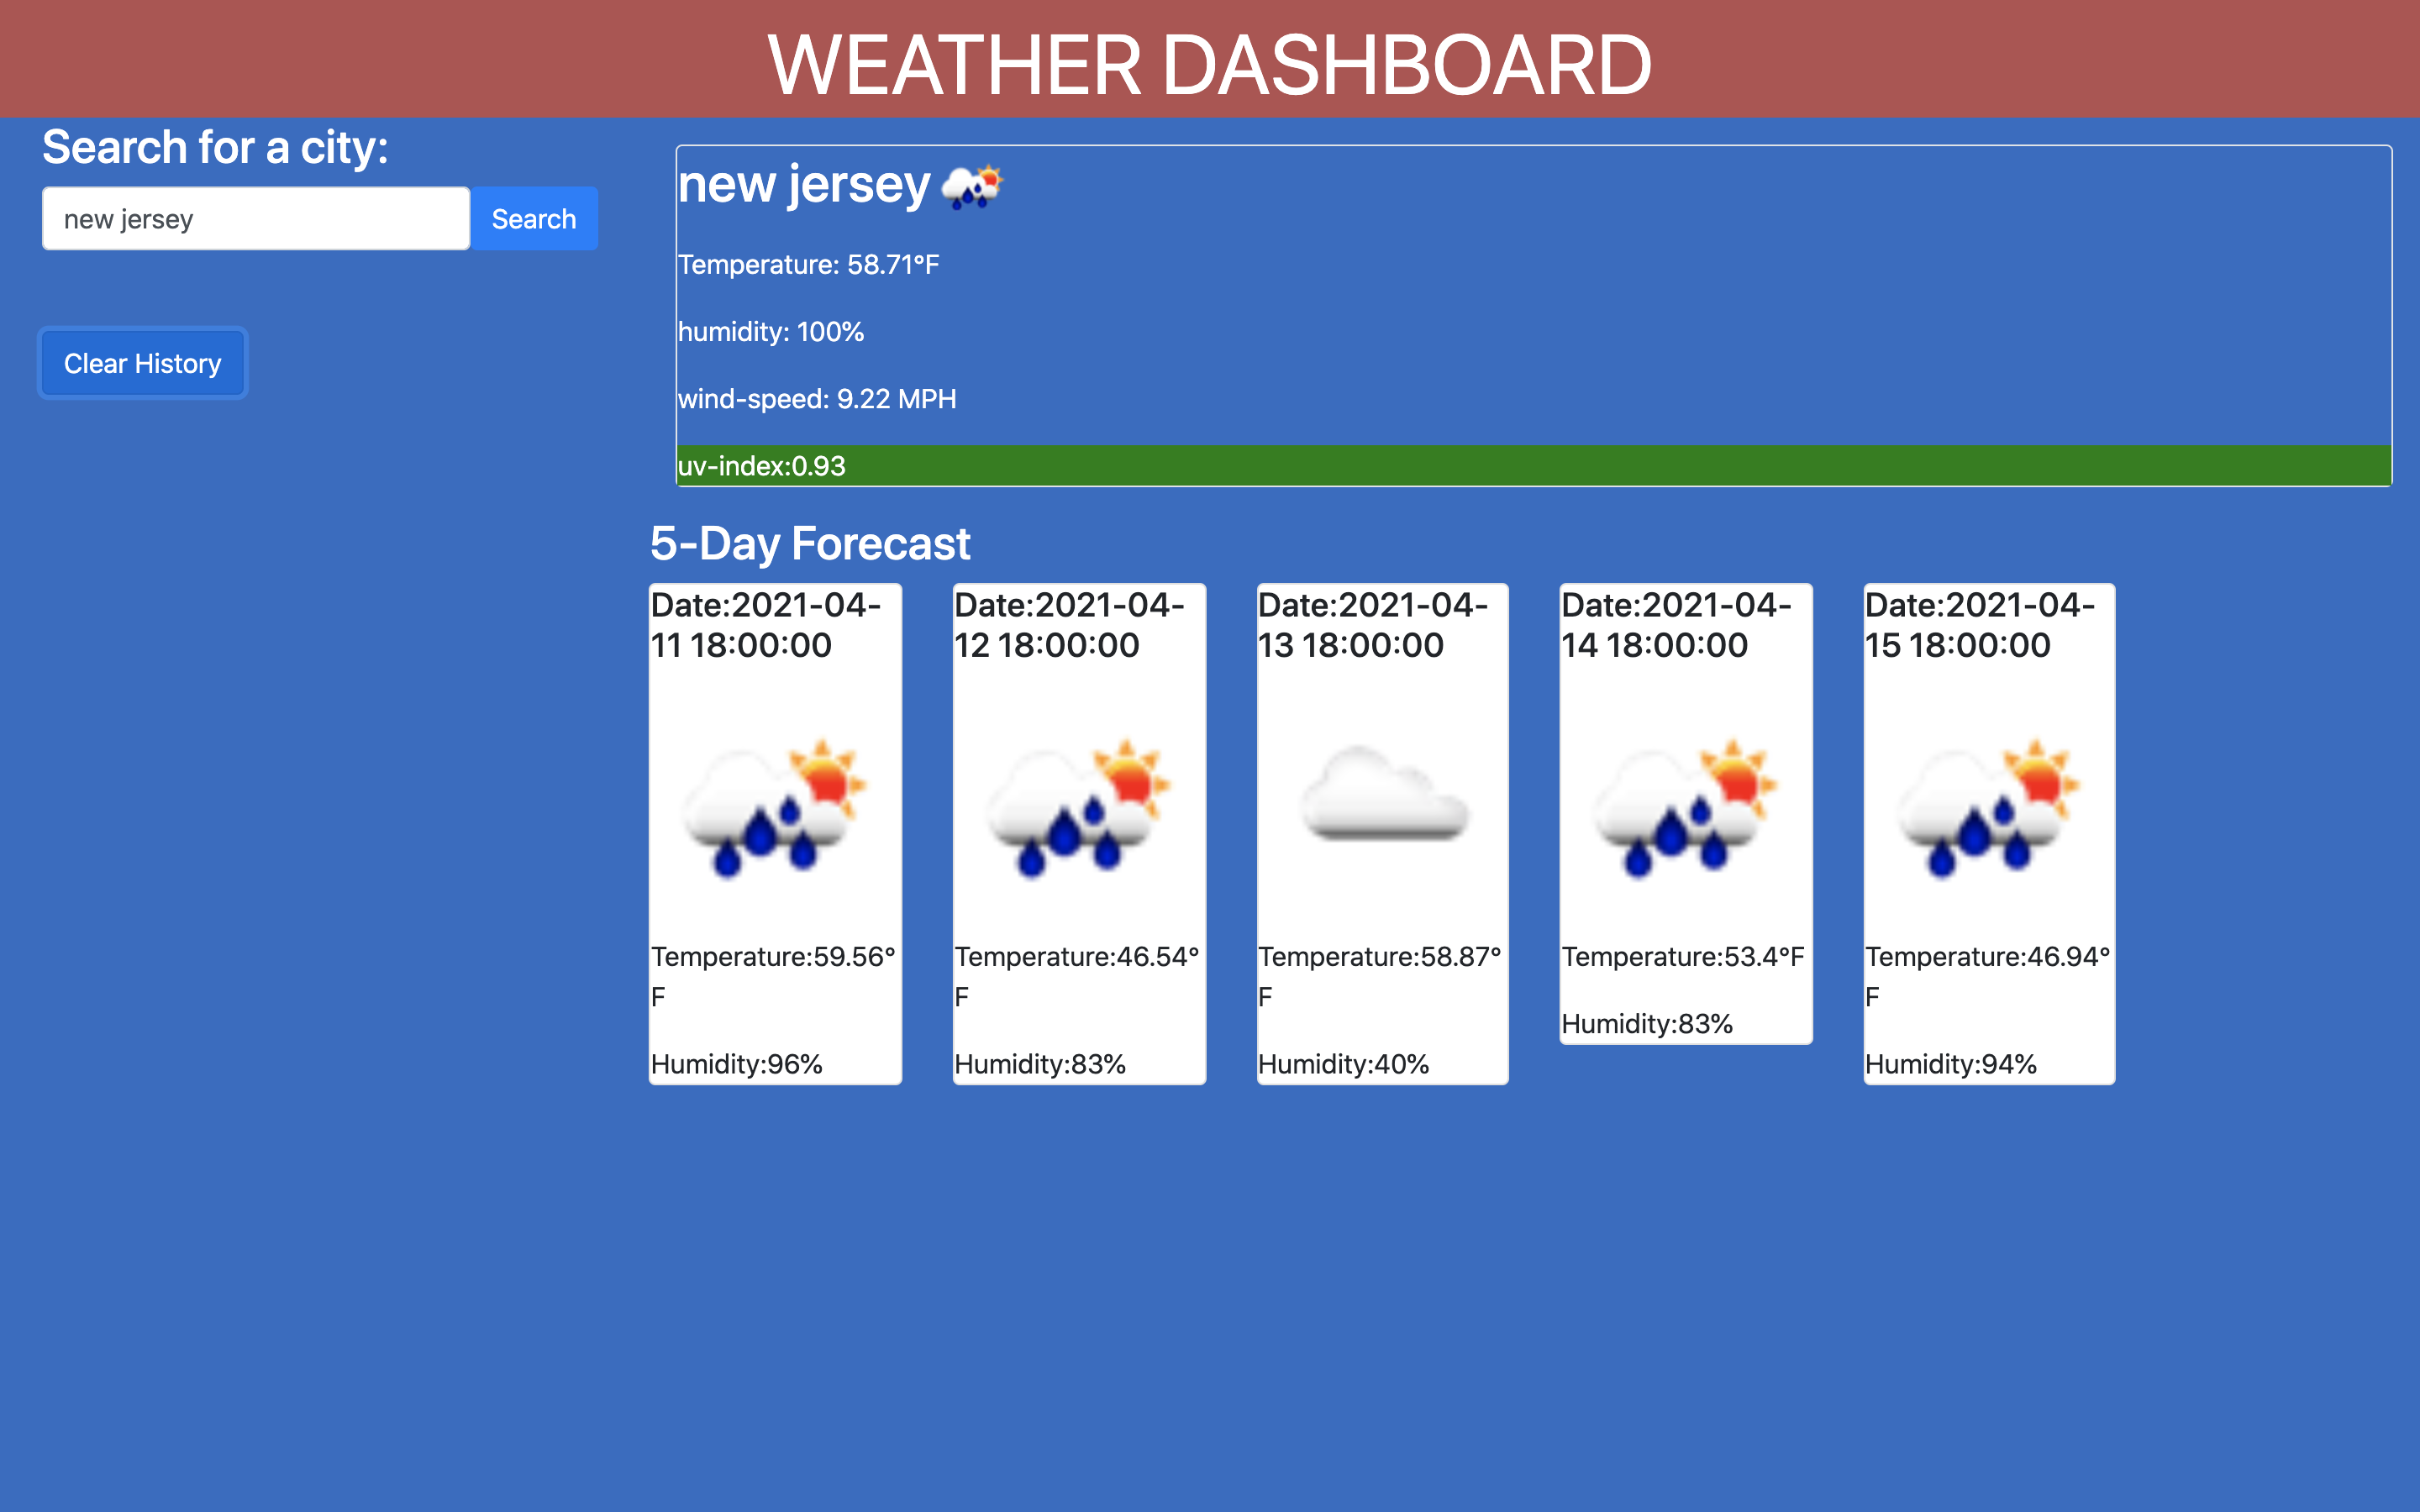 WEATHER DASHBOARD
Search for a city:
new jersey
Search
Clear History
new jersey
Temperature: 58.71°F
humidity: 100%
wind-speed: 9.22 MPH
uv-index:0.93
5-Day Forecast
Date:2021-04-
11 18:00:00
Temperature:59.56°
F
Humidity:96%
Date:2021-04-
12 18:00:00
Temperature:46.54°
F
Humidity:83%
Date:2021-04-
13 18:00:00
Temperature:58.87°
F
Humidity:40%
Date:2021-04-
14 18:00:00
Temperature:53.4°F
Humidity:83%
Date:2021-04-
15 18:00:00
Temperature:46.94°
F
Humidity:94%